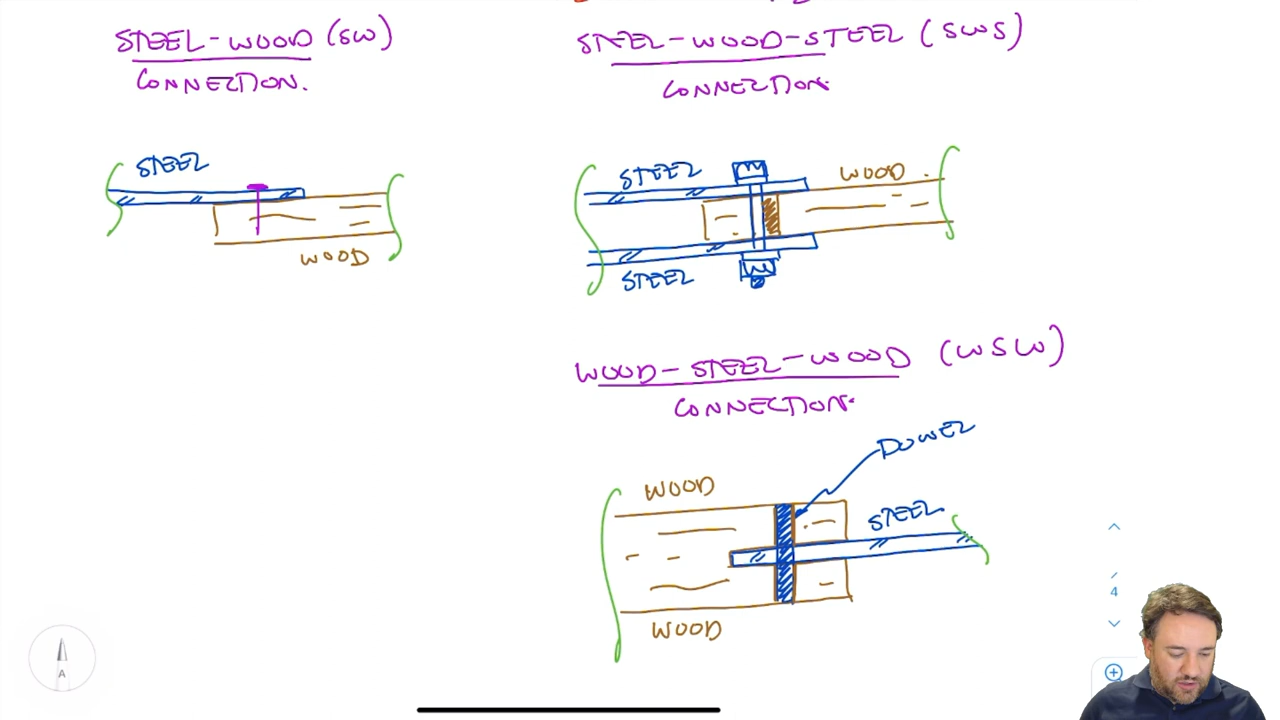 STEEL-WOOD (SW)
CONNECTION.
STEEL
WOOD
STEEL-WOOD-STEEL (SWS)
CONNECTION.
STEEL
WOOD
STEEL
WOOD-STEEL-WOOD (WSW)
CONNECTION.
DOWEL
WOOD
STEEL
WOOD
4
A